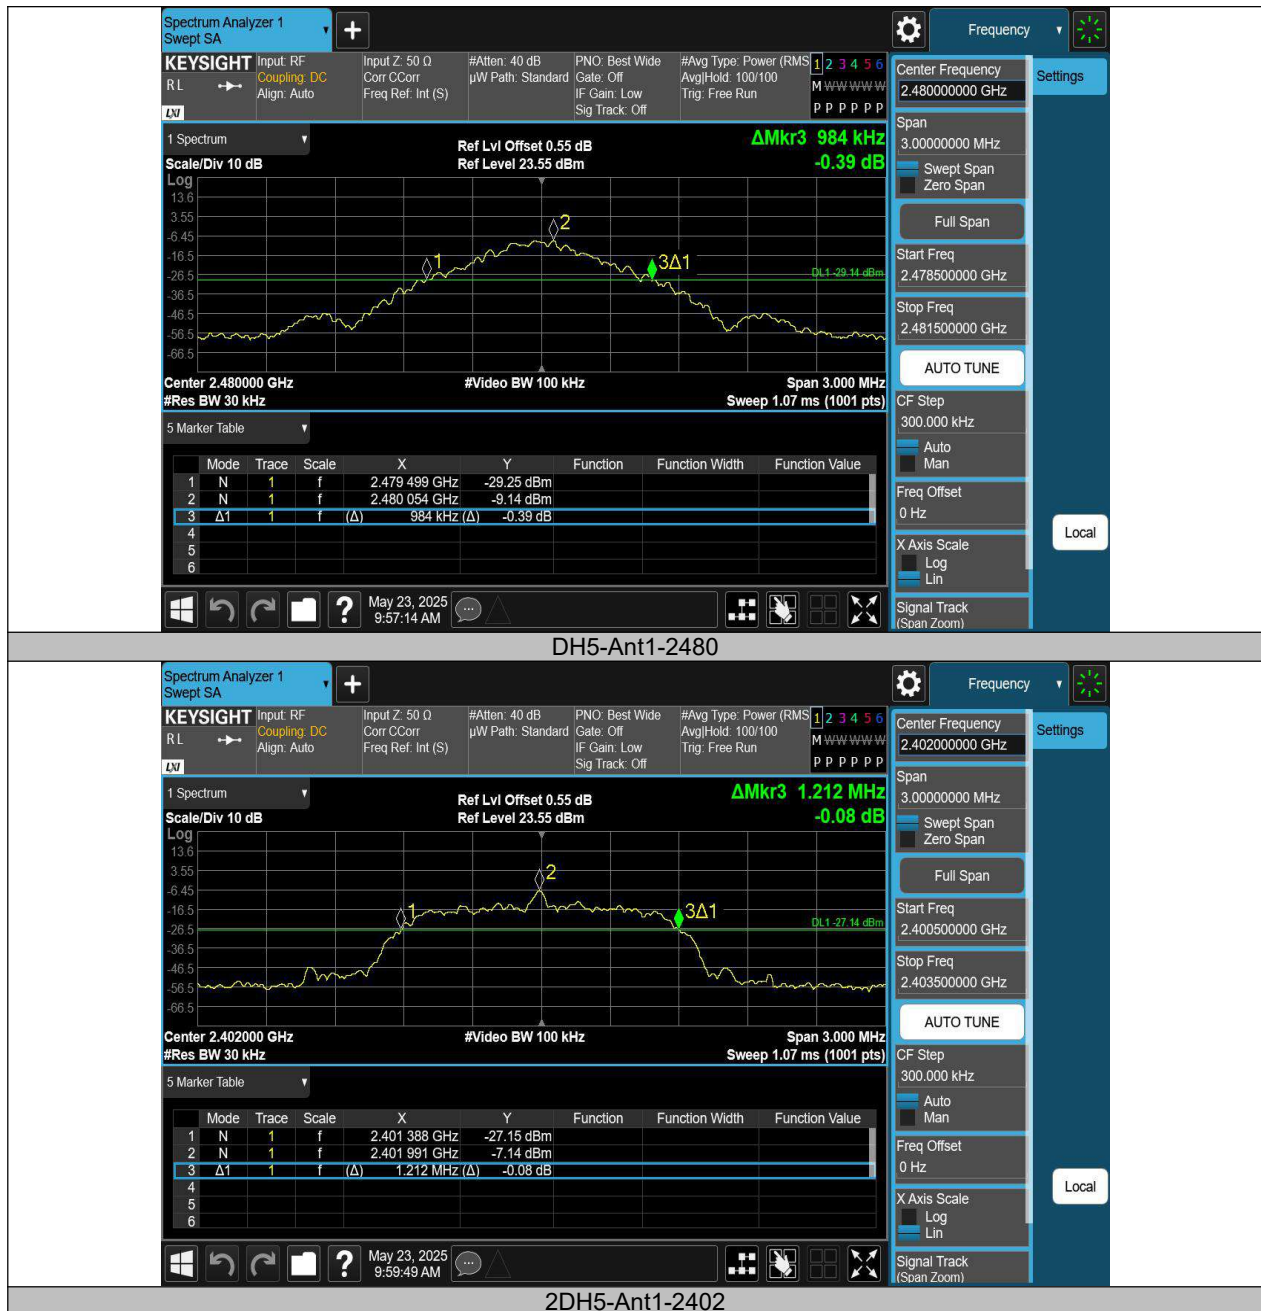 Spectrum Analyzer 1
Swept SA
Frequency
KEYSIGHT
RL
LXI
Input: RF
Coupling: DC
Align: Auto
Input Z: 50 Ω
Corr CCorr
Freq Ref: Int (S)
#Atten: 40 dB
µW Path: Standard
PNO: Best Wide
Gate: Off
IF Gain: Low
Sig Track: Off
#Avg Type: Power (RMS
Avg|Hold: 100/100
Trig: Free Run
1 2 3 4 5 6
M W W W W W
P P P P P P
Center Frequency
2.480000000 GHz
Settings
Span
3.00000000 MHz
Swept Span
Zero Span
Full Span
Start Freq
2.478500000 GHz
Stop Freq
2.481500000 GHz
AUTO TUNE
CF Step
300.000 kHz
Auto
Man
Freq Offset
0 Hz
X Axis Scale
Log
Lin
Signal Track
(Span Zoom)
Local
1 Spectrum
Scale/Div 10 dB
Ref Lvl Offset 0.55 dB
Ref Level 23.55 dBm
ΔMkr3 984 kHz
-0.39 dB
Log
13.6
3.55
-6.45
-16.5
-26.5
-36.5
-46.5
-56.5
-66.5
1
2
3Δ1
DL1 -29.14 dBm
Center 2.480000 GHz
#Video BW 100 kHz
Span 3.000 MHz
#Res BW 30 kHz
Sweep 1.07 ms (1001 pts)
5 Marker Table
Mode Trace Scale X Y Function Function Width Function Value
1 N 1 f 2.479 499 GHz -29.25 dBm
2 N 1 f 2.480 054 GHz -9.14 dBm
3 Δ1 1 f (Δ) 984 kHz (Δ) -0.39 dB
4
5
6
May 23, 2025
9:57:14 AM
DH5-Ant1-2480
Spectrum Analyzer 1
Swept SA
Frequency
KEYSIGHT
RL
LXI
Input: RF
Coupling: DC
Align: Auto
Input Z: 50 Ω
Corr CCorr
Freq Ref: Int (S)
#Atten: 40 dB
µW Path: Standard
PNO: Best Wide
Gate: Off
IF Gain: Low
Sig Track: Off
#Avg Type: Power (RMS
Avg|Hold: 100/100
Trig: Free Run
1 2 3 4 5 6
M W W W W W
P P P P P P
Center Frequency
2.402000000 GHz
Settings
Span
3.00000000 MHz
Swept Span
Zero Span
Full Span
Start Freq
2.400500000 GHz
Stop Freq
2.403500000 GHz
AUTO TUNE
CF Step
300.000 kHz
Auto
Man
Freq Offset
0 Hz
X Axis Scale
Log
Lin
Signal Track
(Span Zoom)
Local
1 Spectrum
Scale/Div 10 dB
Ref Lvl Offset 0.55 dB
Ref Level 23.55 dBm
ΔMkr3 1.212 MHz
-0.08 dB
Log
13.6
3.55
-6.45
-16.5
-26.5
-36.5
-46.5
-56.5
-66.5
1
2
3Δ1
DL1 -27.14 dBm
Center 2.402000 GHz
#Video BW 100 kHz
Span 3.000 MHz
#Res BW 30 kHz
Sweep 1.07 ms (1001 pts)
5 Marker Table
Mode Trace Scale X Y Function Function Width Function Value
1 N 1 f 2.401 388 GHz -27.15 dBm
2 N 1 f 2.401 991 GHz -7.14 dBm
3 Δ1 1 f (Δ) 1.212 MHz (Δ) -0.08 dB
4
5
6
May 23, 2025
9:59:49 AM
2DH5-Ant1-2402